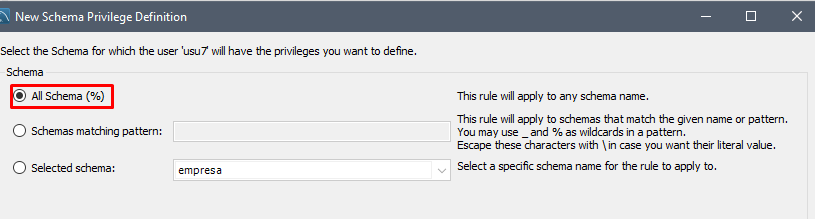 New Schema Privilege Definition
Select the Schema for which the user 'usu7' will have the privileges you want to define.
Schema
All Schema (%)
This rule will apply to any schema name.
Schemas matching pattern:
This rule will apply to schemas that match the given name or pattern.
You may use _ and % as wildcards in a pattern.
Escape these characters with \ in case you want their literal value.
Selected schema:
empresa
Select a specific schema name for the rule to apply to.